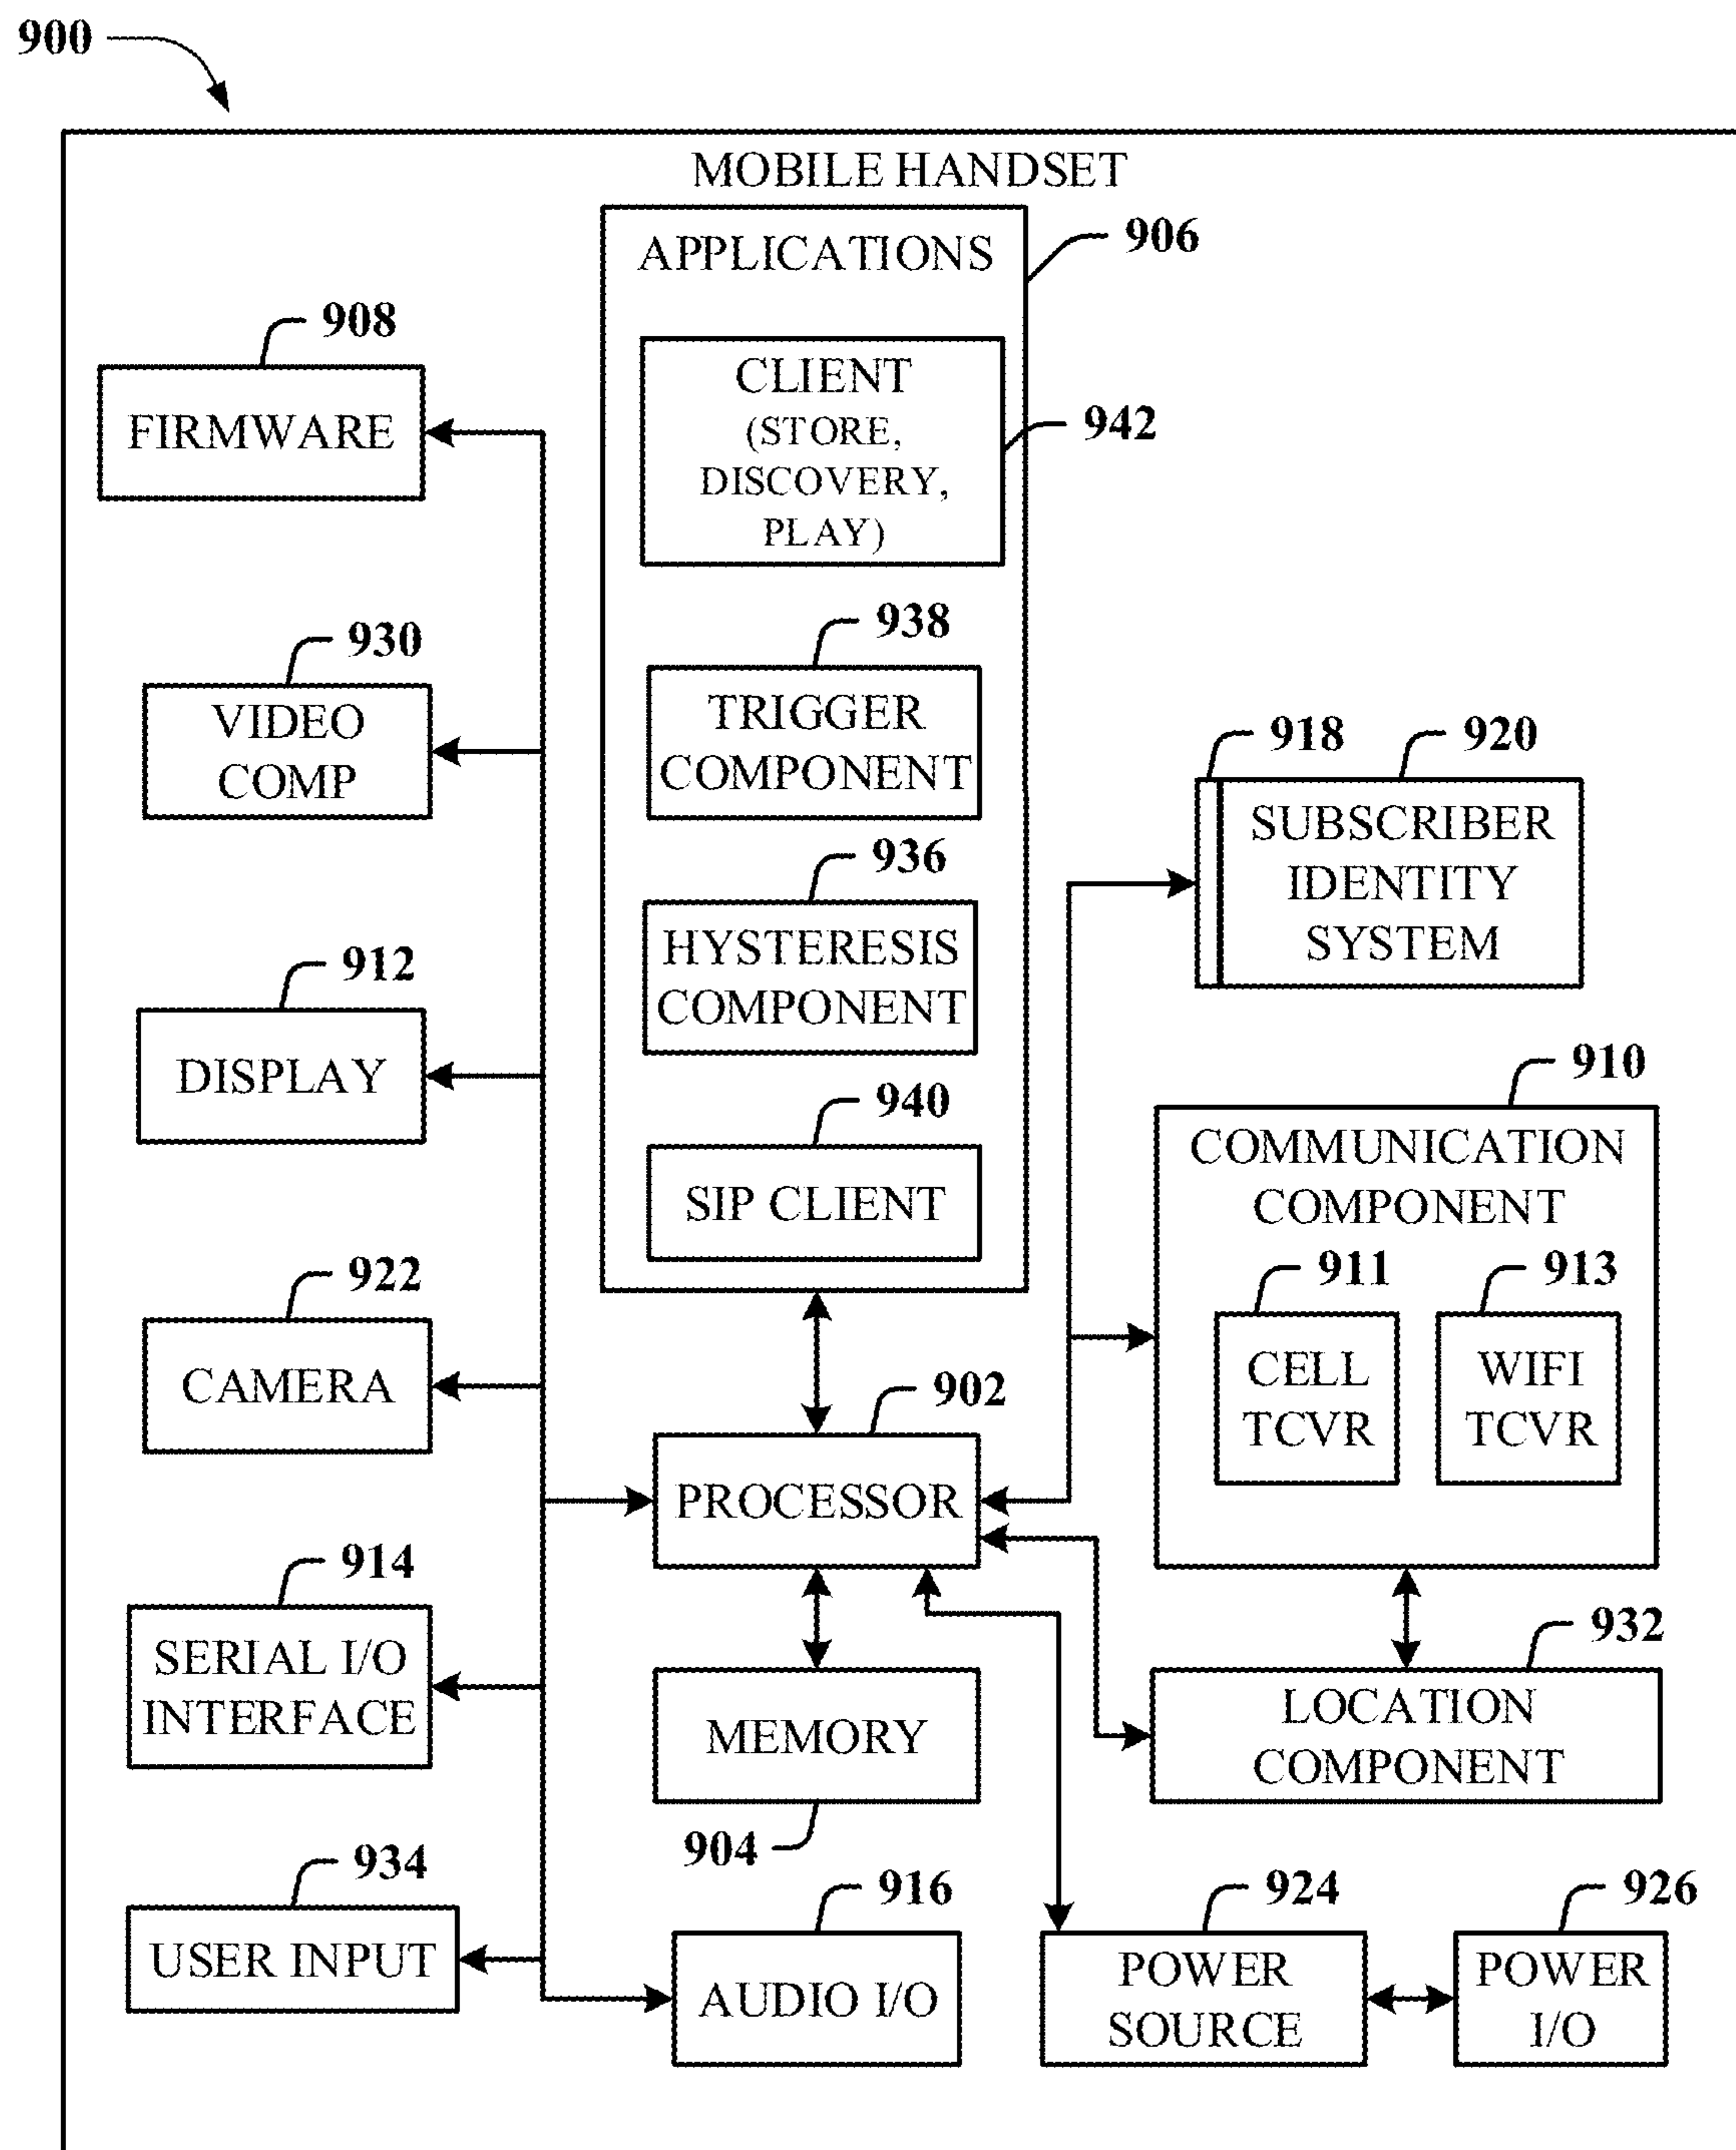 900
MOBILE HANDSET
APPLICATIONS
906
CLIENT
(STORE,
DISCOVERY,
PLAY)
942
938
TRIGGER
COMPONENT
936
HYSTERESIS
COMPONENT
940
SIP CLIENT
908
FIRMWARE
930
VIDEO
COMP
912
DISPLAY
922
CAMERA
914
SERIAL I/O
INTERFACE
934
USER INPUT
902
PROCESSOR
MEMORY
904
916
AUDIO I/O
918
920
SUBSCRIBER
IDENTITY
SYSTEM
910
COMMUNICATION
COMPONENT
911
CELL
TCVR
913
WIFI
TCVR
932
LOCATION
COMPONENT
924
POWER
SOURCE
926
POWER
I/O